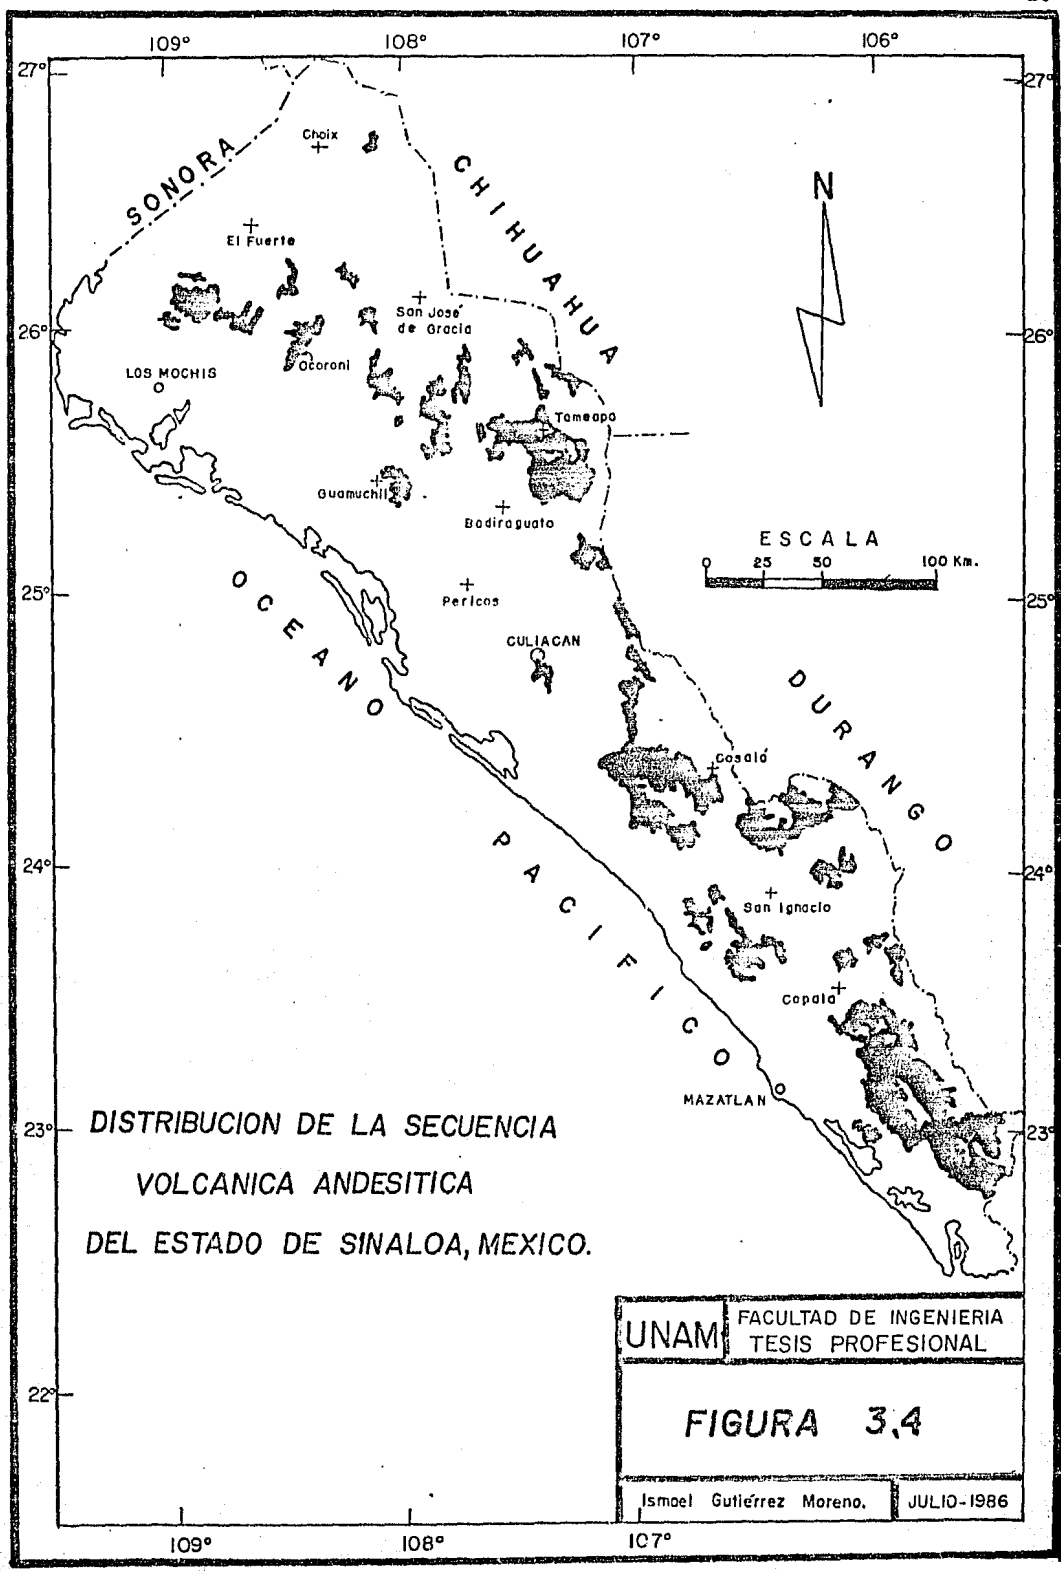 109° 108° 107° 106°
27° 27°
Choix
SONORA
CHIHUAHUA
N
El Fuerte
San José
de Gracia
26° 26°
Ocoroni
LOS MOCHIS
Tameapa
Guamuchil
Badiraguato
ESCALA
0 25 50 100 Km.
25° 25°
Pericos
OCEANO
CULIACAN
DURANGO
Cosalá
PACIFICO
24° 24°
San Ignacio
Copala
MAZATLAN
23° 23°
DISTRIBUCION DE LA SECUENCIA
VOLCANICA ANDESITICA
DEL ESTADO DE SINALOA, MEXICO.
UNAM
FACULTAD DE INGENIERIA
TESIS PROFESIONAL
22°
FIGURA 3.4
Ismael Gutiérrez Moreno.
JULIO-1986
109° 108° 107°